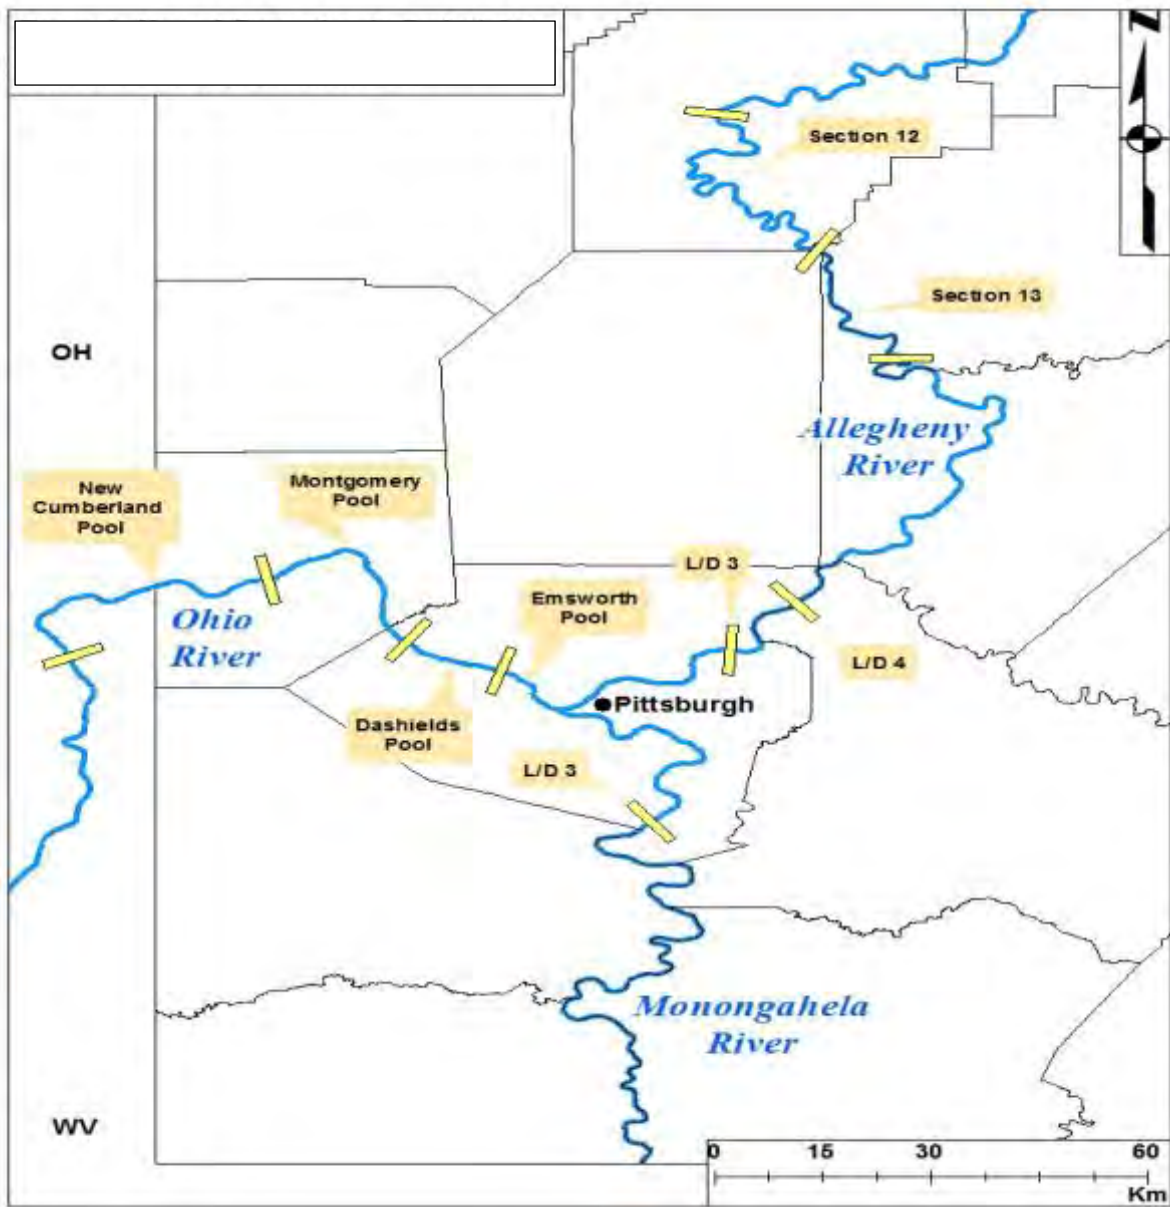 Z
Section 12
Section 13
OH
Allegheny
River
New
Cumberland
Pool
Montgomery
Pool
L/D 3
Emsworth
Pool
Ohio
River
L/D 4
Pittsburgh
Dashields
Pool
L/D 3
Monongahela
River
WV
0 15 30 60
Km